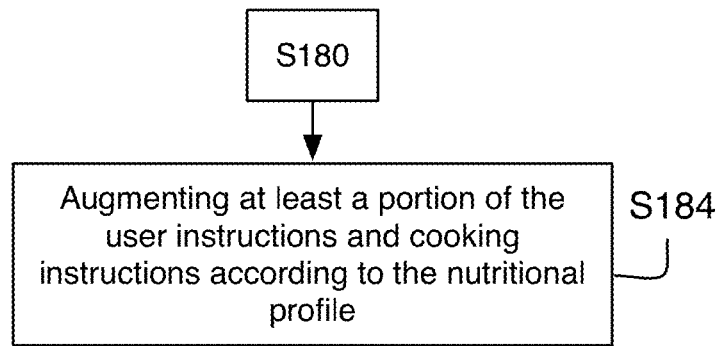 S180
Augmenting at least a portion of the
user instructions and cooking
instructions according to the nutritional
profile
S184